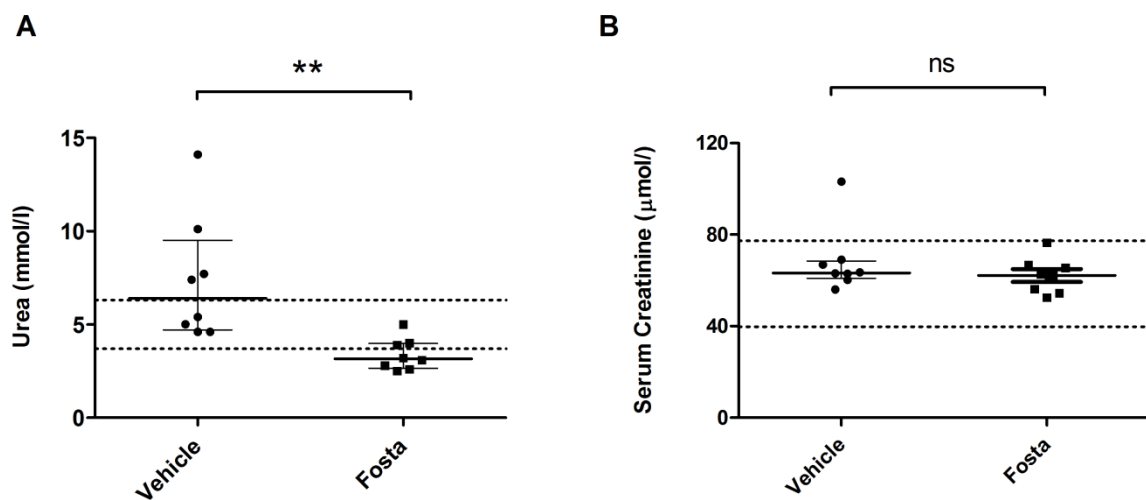 A
**
Urea (mmol/l)
15
10
5
0
Vehicle
Fosta
B
ns
Serum Creatinine (μmol/)
120
80
40
0
Vehicle
Fosta